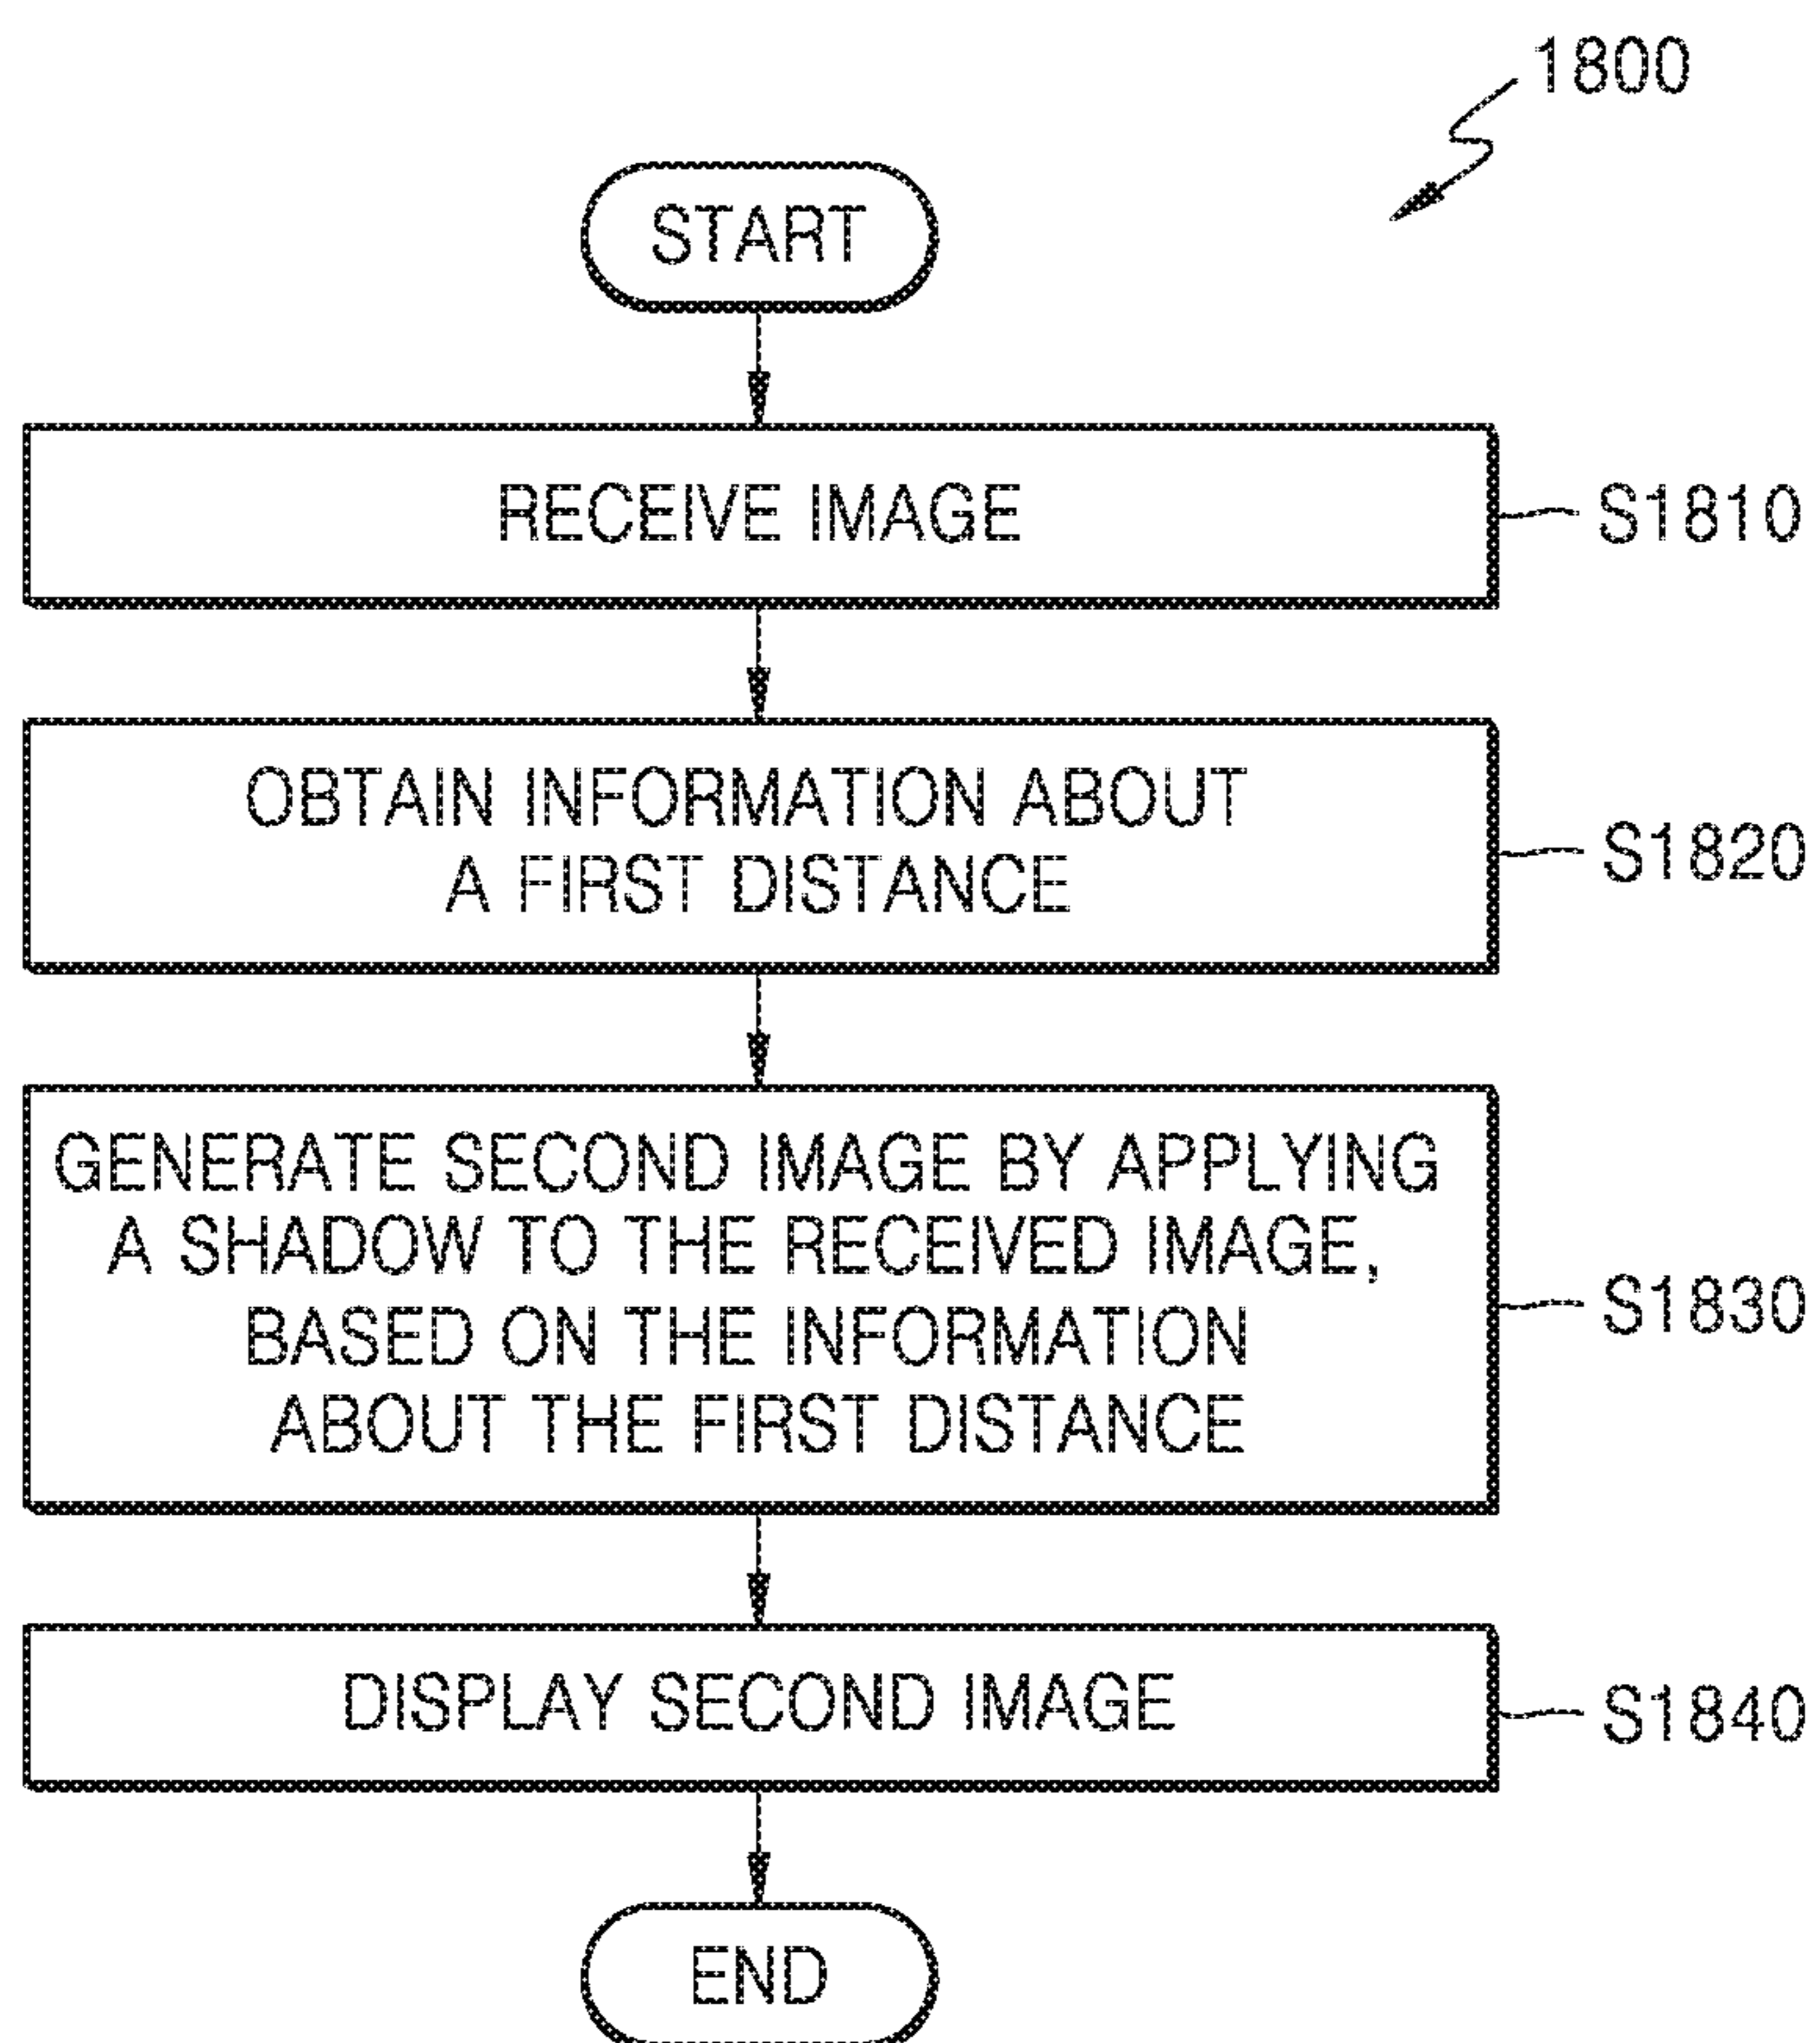 1800
START
RECEIVE IMAGE
S1810
OBTAIN INFORMATION ABOUT
A FIRST DISTANCE
S1820
GENERATE SECOND IMAGE BY APPLYING
A SHADOW TO THE RECEIVED IMAGE,
BASED ON THE INFORMATION
ABOUT THE FIRST DISTANCE
S1830
DISPLAY SECOND IMAGE
S1840
END